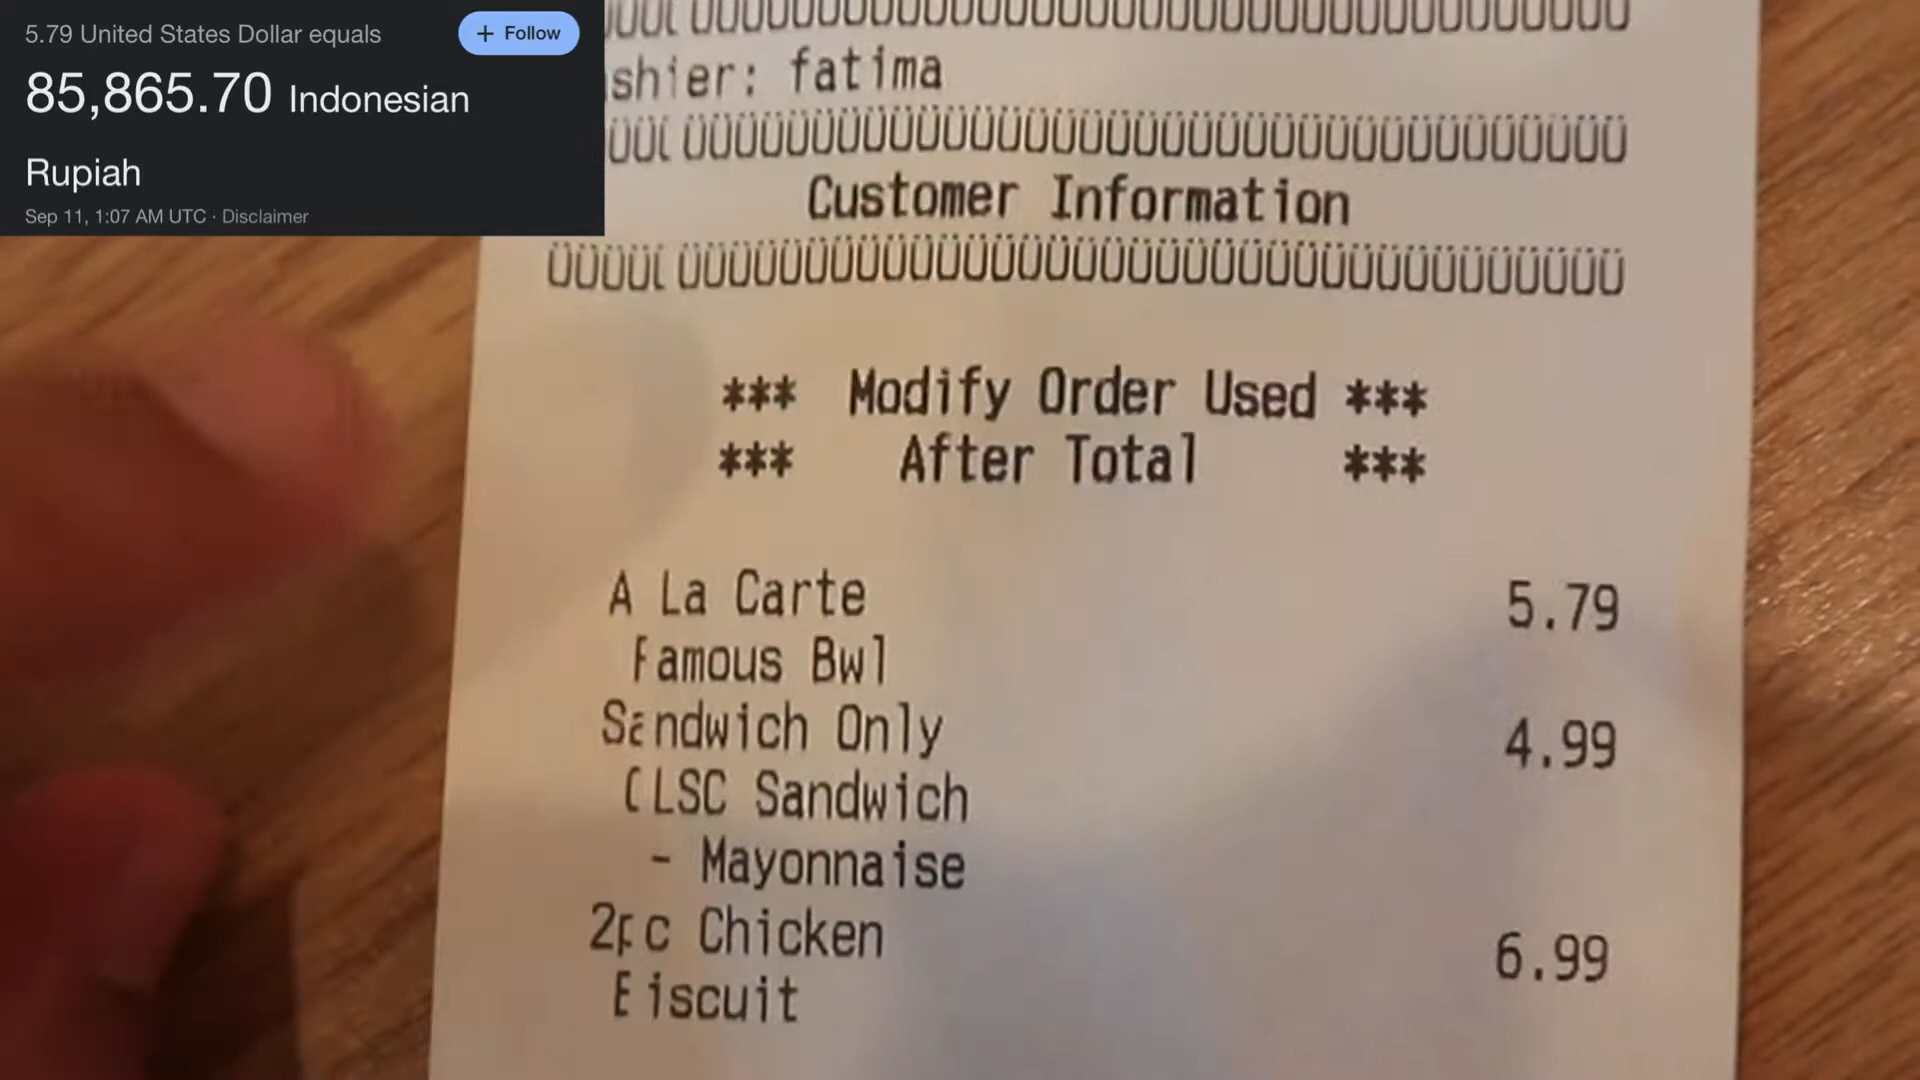 5.79 United States Dollar equals
+ Follow
85,865.70 Indonesian
Rupiah
Sep 11, 1:07 AM UTC · Disclaimer
shier: fatima
Customer Information
*** Modify Order Used ***
*** After Total ***
A La Carte 5.79
Famous Bwl
Sandwich Only 4.99
CLSC Sandwich
- Mayonnaise
2pc Chicken 6.99
Biscuit